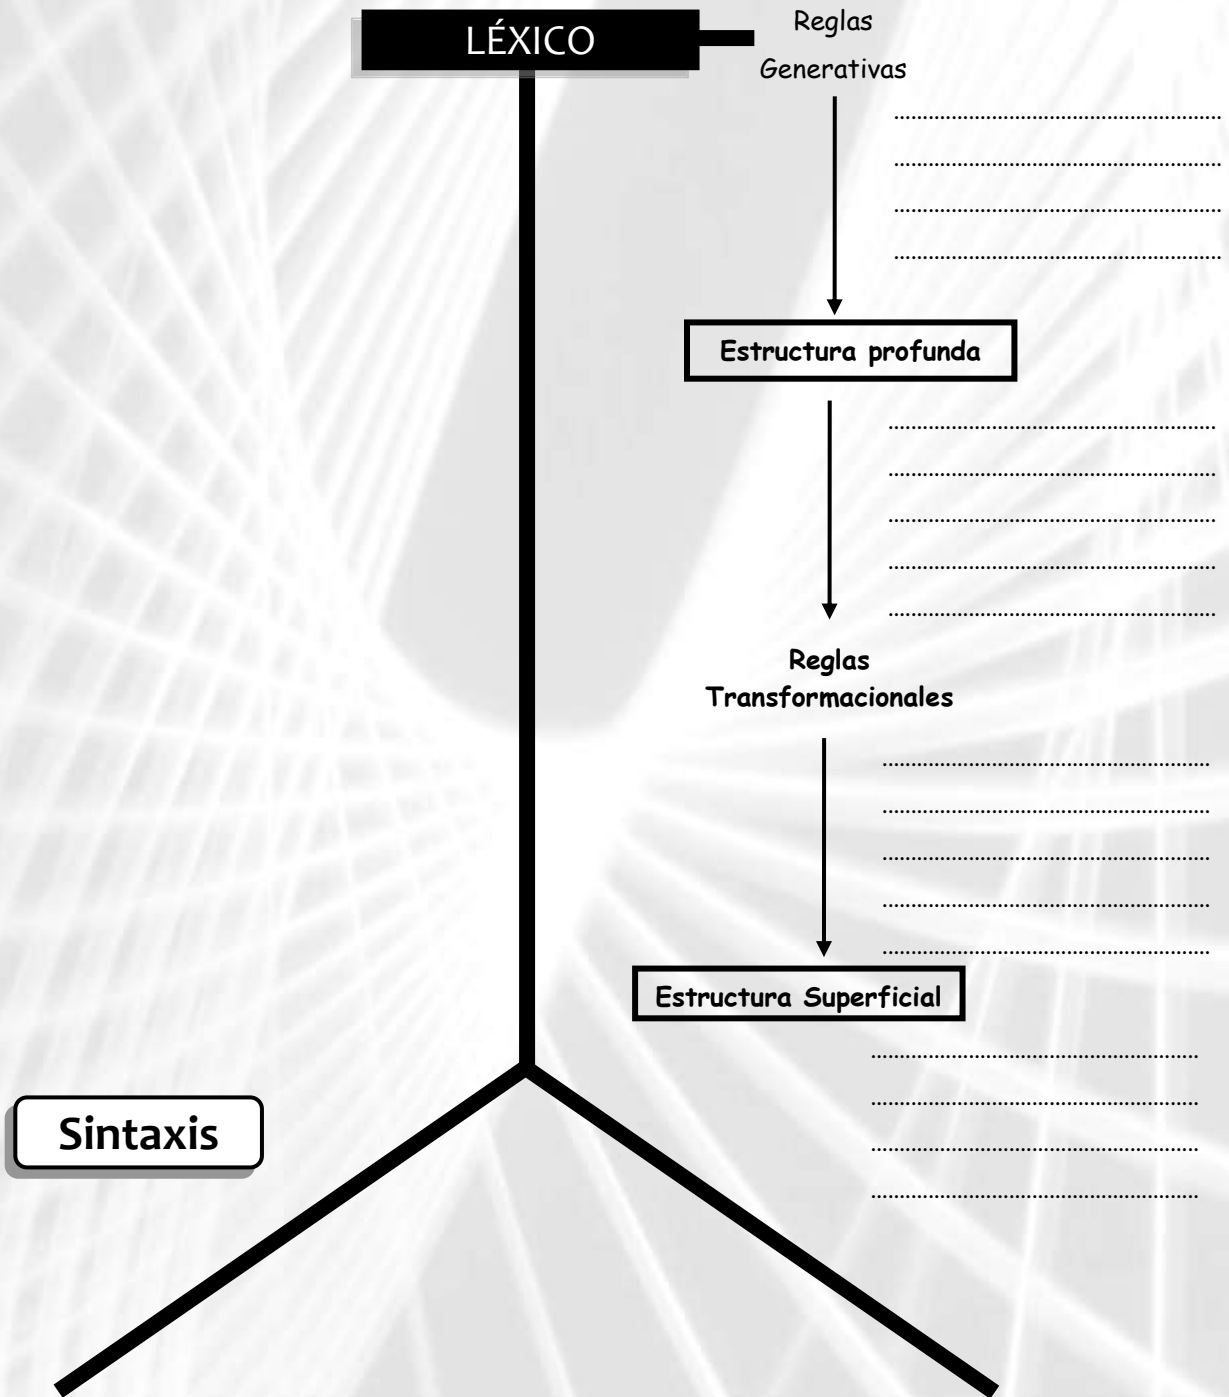 LÉXICO
Reglas
Generativas
................................................................
................................................................
................................................................
................................................................
Estructura profunda
................................................................
................................................................
................................................................
................................................................
................................................................
Reglas
Transformacionales
................................................................
................................................................
................................................................
................................................................
................................................................
Estructura Superficial
................................................................
................................................................
................................................................
................................................................
Sintaxis